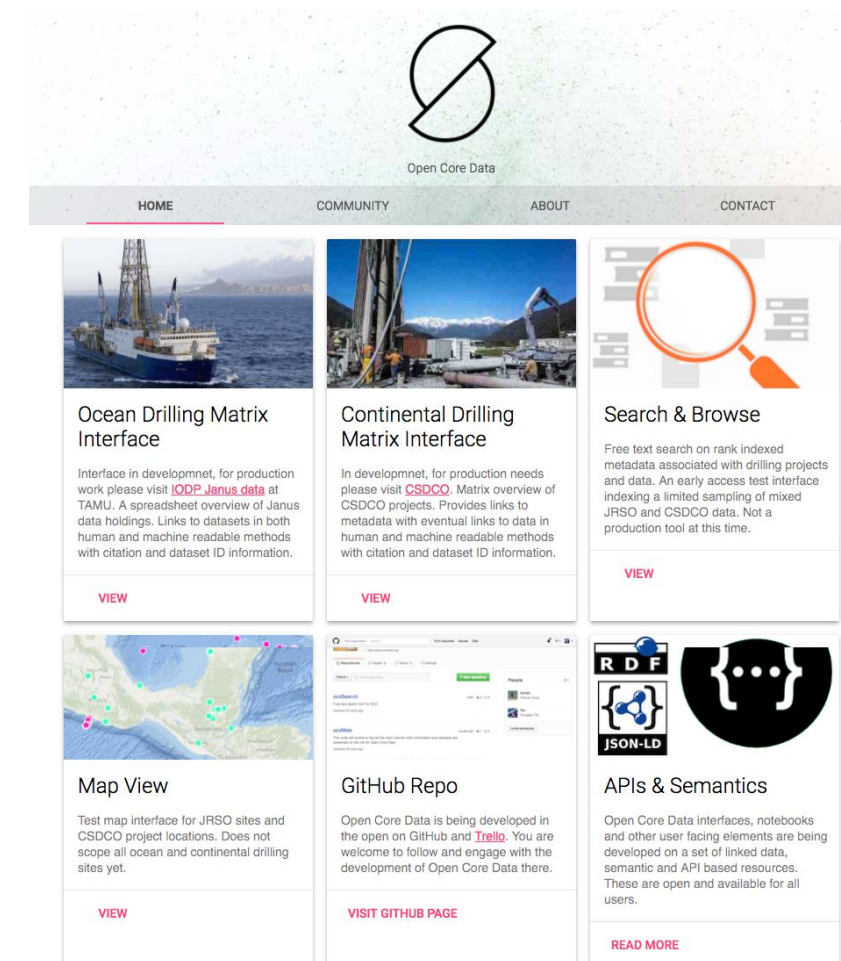 Open Core Data
HOME
COMMUNITY
ABOUT
CONTACT
Ocean Drilling Matrix
Interface
Interface in developmnet, for production
work please visit IODP Janus data at
TAMU. A spreadsheet overview of Janus
data holdings. Links to datasets in both
human and machine readable methods
with citation and dataset ID information.
VIEW
Continental Drilling
Matrix Interface
In developmnet, for production needs
please visit CSDCO. Matrix overview of
CSDCO projects. Provides links to
metadata with eventual links to data in
human and machine readable methods
with citation and dataset ID information.
VIEW
Search & Browse
Free text search on rank indexed
metadata associated with drilling projects
and data. An early access test interface
indexing a limited sampling of mixed
JRSO and CSDCO data. Not a
production tool at this time.
VIEW
Map View
Test map interface for JRSO sites and
CSDCO project locations. Does not
scope all ocean and continental drilling
sites yet.
VIEW
People
ocdSearch
ocdWeb
GitHub Repo
Open Core Data is being developed in
the open on GitHub and Trello. You are
welcome to follow and engage with the
development of Open Core Data there.
VISIT GITHUB PAGE
RDF
JSON-LD
{···}
APIs & Semantics
Open Core Data interfaces, notebooks
and other user facing elements are being
developed on a set of linked data,
semantic and API based resources.
These are open and available for all
users.
READ MORE